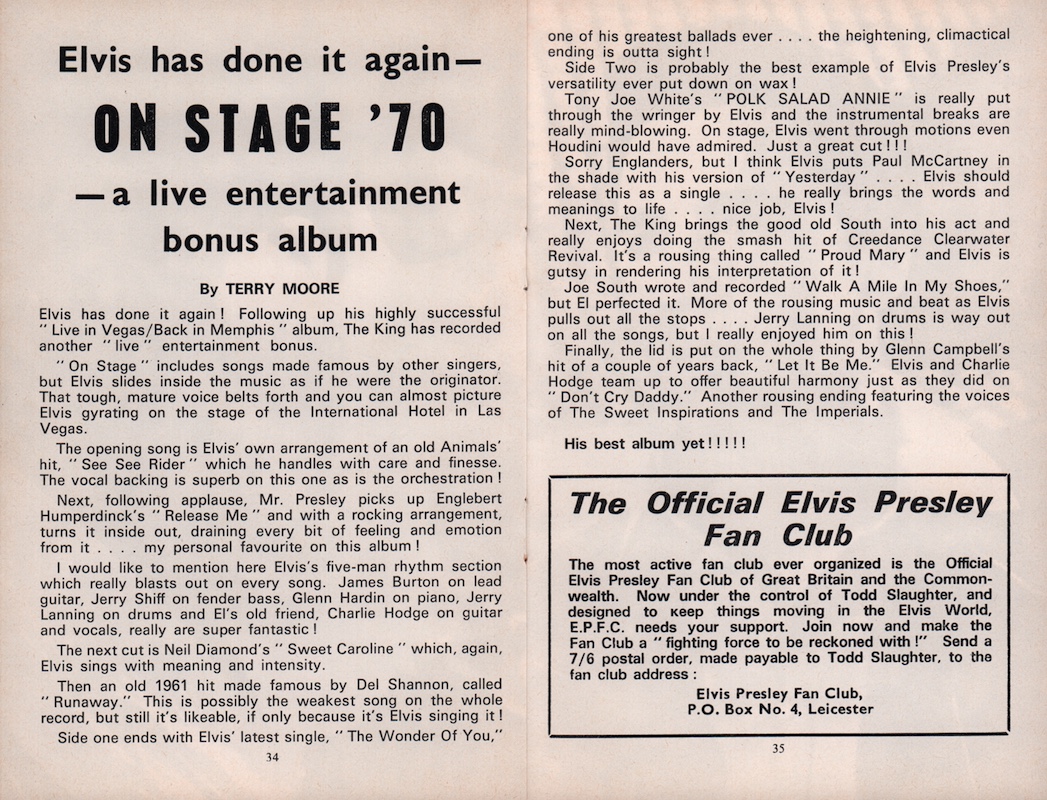 Elvis has done it again—
ON STAGE '70
—a live entertainment
bonus album
By TERRY MOORE
Elvis has done it again! Following up his highly successful
"Live in Vegas/Back in Memphis" album, The King has recorded
another "live" entertainment bonus.
"On Stage" includes songs made famous by other singers,
but Elvis slides inside the music as if he were the originator.
That tough, mature voice belts forth and you can almost picture
Elvis gyrating on the stage of the International Hotel in Las
Vegas.
The opening song is Elvis' own arrangement of an old Animals'
hit, "See See Rider" which he handles with care and finesse.
The vocal backing is superb on this one as is the orchestration!
Next, following applause, Mr. Presley picks up Englebert
Humperdinck's "Release Me" and with a rocking arrangement,
turns it inside out, draining every bit of feeling and emotion
from it . . . . my personal favourite on this album!
I would like to mention here Elvis's five-man rhythm section
which really blasts out on every song. James Burton on lead
guitar, Jerry Shiff on fender bass, Glenn Hardin on piano, Jerry
Lanning on drums and El's old friend, Charlie Hodge on guitar
and vocals, really are super fantastic!
The next cut is Neil Diamond's "Sweet Caroline" which, again,
Elvis sings with meaning and intensity.
Then an old 1961 hit made famous by Del Shannon, called
"Runaway." This is possibly the weakest song on the whole
record, but still it's likeable, if only because it's Elvis singing it!
Side one ends with Elvis' latest single, "The Wonder Of You,"
34
one of his greatest ballads ever . . . . the heightening, climactical
ending is outta sight!
Side Two is probably the best example of Elvis Presley's
versatility ever put down on wax!
Tony Joe White's "POLK SALAD ANNIE" is really put
through the wringer by Elvis and the instrumental breaks are
really mind-blowing. On stage, Elvis went through motions even
Houdini would have admired. Just a great cut!!!
Sorry Englanders, but I think Elvis puts Paul McCartney in
the shade with his version of "Yesterday" . . . . Elvis should
release this as a single . . . . he really brings the words and
meanings to life . . . . nice job, Elvis!
Next, The King brings the good old South into his act and
really enjoys doing the smash hit of Creedance Clearwater
Revival. It's a rousing thing called "Proud Mary" and Elvis is
gutsy in rendering his interpretation of it!
Joe South wrote and recorded "Walk A Mile In My Shoes,"
but El perfected it. More of the rousing music and beat as Elvis
pulls out all the stops . . . . Jerry Lanning on drums is way out
on all the songs, but I really enjoyed him on this!
Finally, the lid is put on the whole thing by Glenn Campbell's
hit of a couple of years back, "Let It Be Me." Elvis and Charlie
Hodge team up to offer beautiful harmony just as they did on
"Don't Cry Daddy." Another rousing ending featuring the voices
of The Sweet Inspirations and The Imperials.
His best album yet!!!!!
The Official Elvis Presley
Fan Club
The most active fan club ever organized is the Official
Elvis Presley Fan Club of Great Britain and the Common-
wealth. Now under the control of Todd Slaughter, and
designed to keep things moving in the Elvis World,
E.P.F.C. needs your support. Join now and make the
Fan Club a "fighting force to be reckoned with!" Send a
7/6 postal order, made payable to Todd Slaughter, to the
fan club address:
Elvis Presley Fan Club,
P.O. Box No. 4, Leicester
35